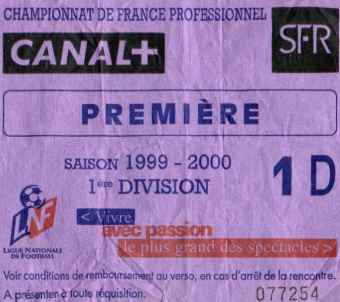 CHAMPIONNAT DE FRANCE PROFESSIONNEL
CANAL+
SFR
PREMIÈRE
SAISON 1999 - 2000
1ère DIVISION
1 D
LNF
LIGUE NATIONALE
DE FOOTBALL
< Vivre
avec passion
le plus grand des spectacles >
Voir conditions de remboursement au verso, en cas d'arrêt de la rencontre.
A présenter à toute réquisition.
077254